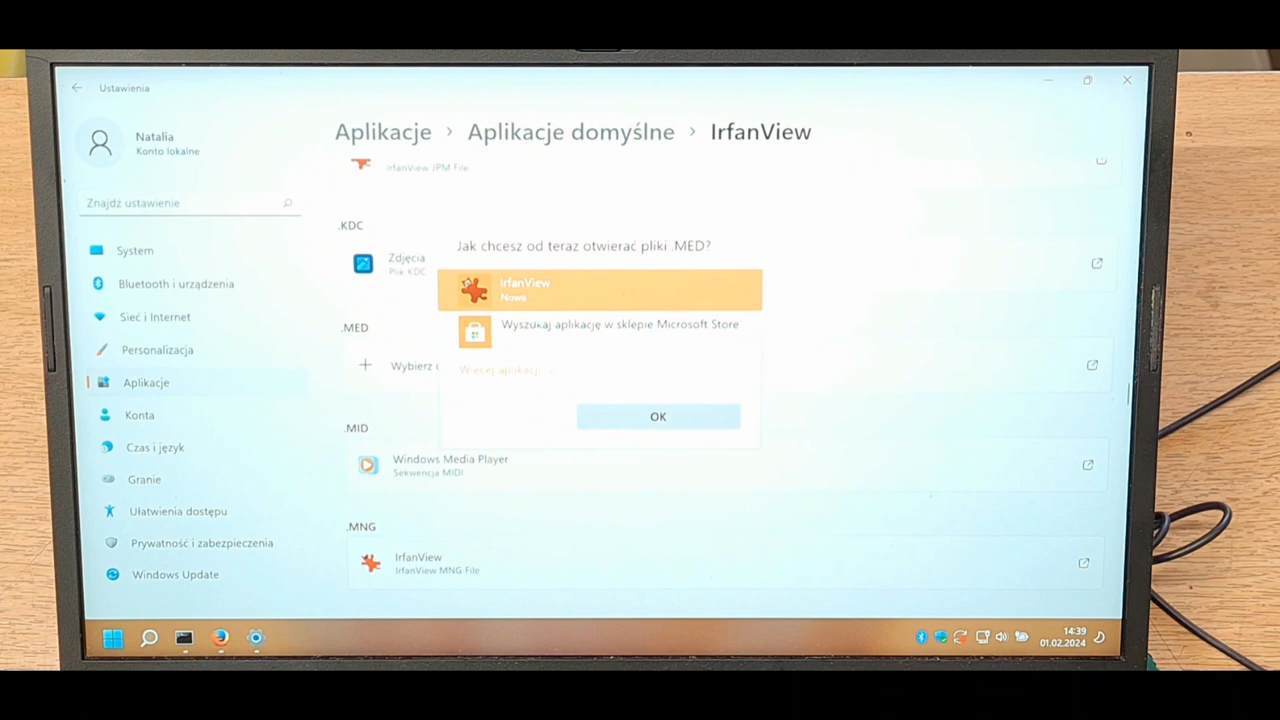 Ustawienia
Natalia
Konto lokalne
Znajdź ustawienie
System
Bluetooth i urządzenia
Sieć i Internet
Personalizacja
Aplikacje
Konta
Czas i język
Granie
Ułatwienia dostępu
Prywatność i zabezpieczenia
Windows Update
Aplikacje › Aplikacje domyślne › IrfanView
IrfanView JPM File
.KDC
Zdjęcia
Plik KDC
.MED
Wybierz
.MID
Windows Media Player
Sekwencja MIDI
.MNG
IrfanView
IrfanView MNG File
Jak chcesz od teraz otwierać pliki .MED?
IrfanView
Nowe
Wyszukaj aplikację w sklepie Microsoft Store
Więcej aplikacji
OK
14:39
01.02.2024